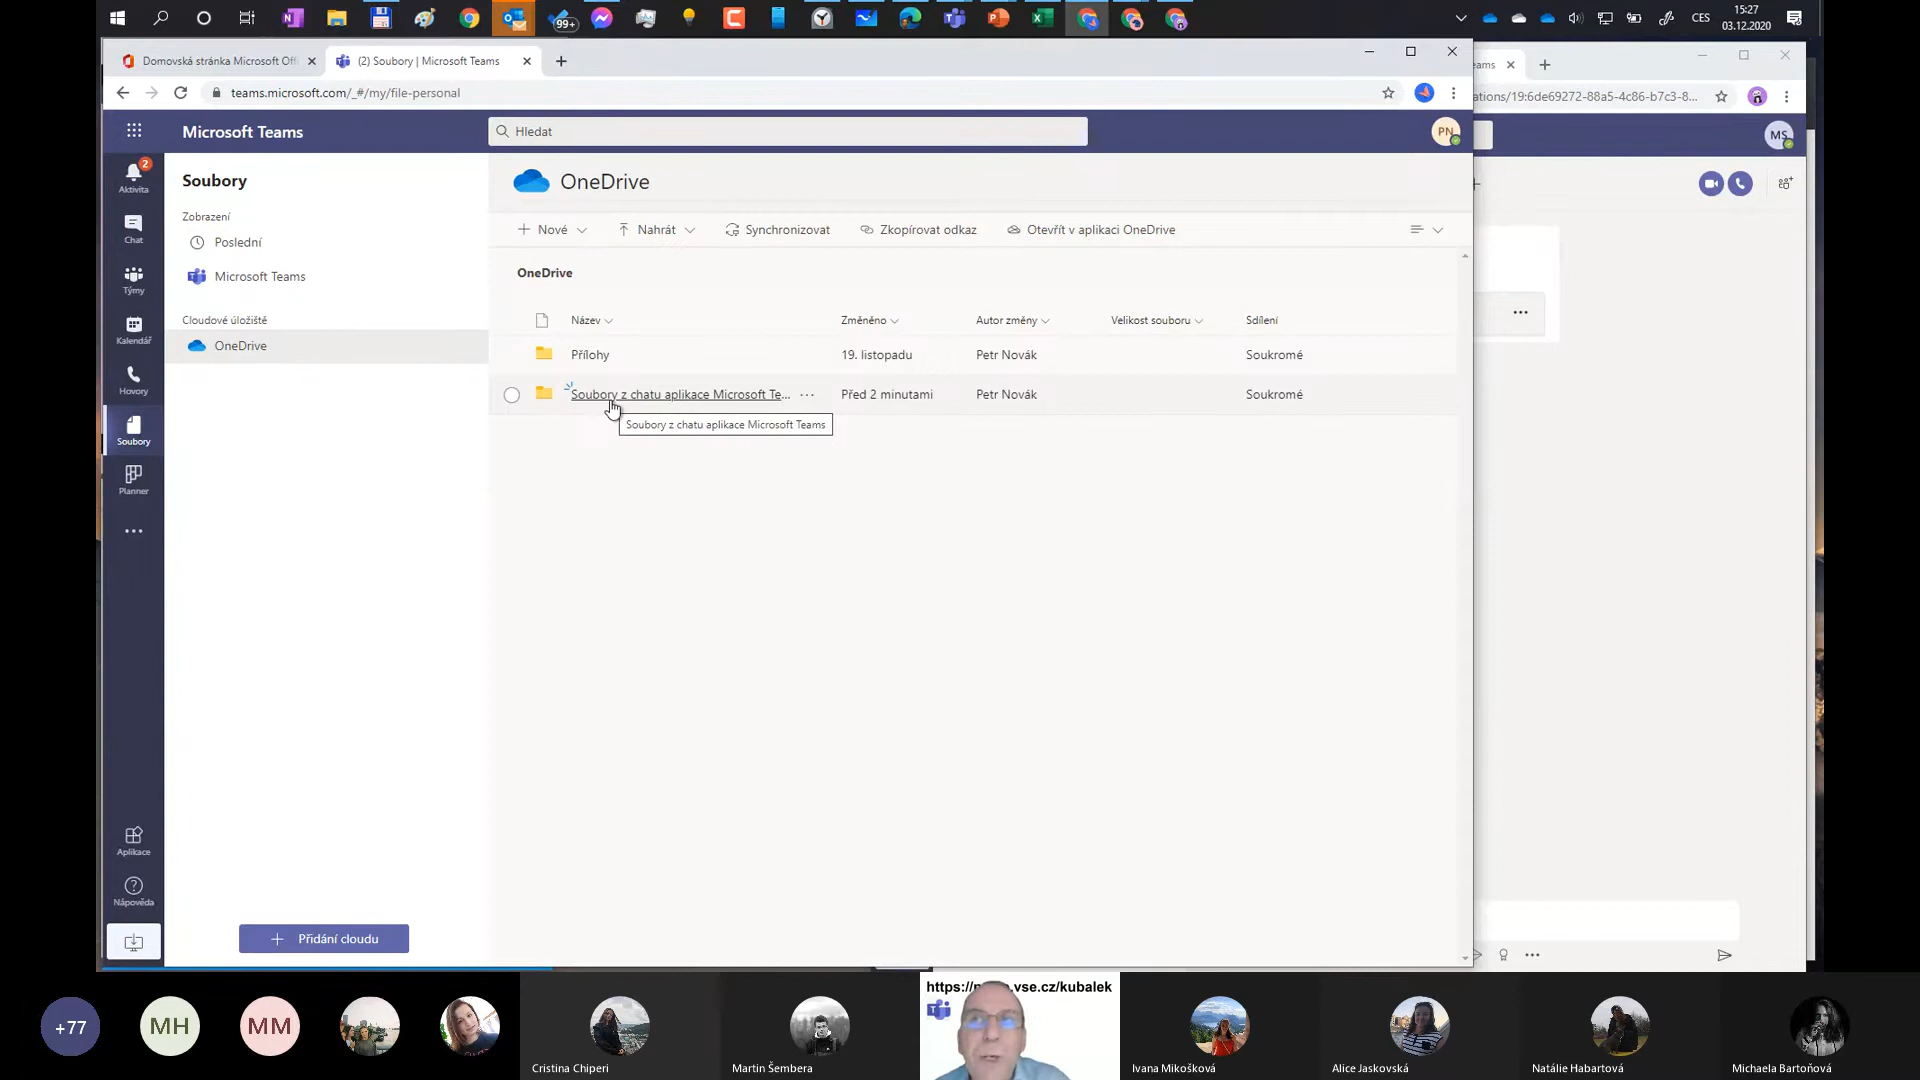 99+
CES
15:27
03.12.2020
Domovská stránka Microsoft Offi
(2) Soubory | Microsoft Teams
eams
teams.microsoft.com/_#/my/file-personal
ations/19:6de69272-88a5-4c86-b7c3-8...
Microsoft Teams
Hledat
PN
MS
2
Aktivita
Chat
Týmy
Kalendář
Hovory
Soubory
Planner
Aplikace
Nápověda
Soubory
Zobrazení
Poslední
Microsoft Teams
Cloudové úložiště
OneDrive
Přidání cloudu
OneDrive
Nové
Nahrát
Synchronizovat
Zkopírovat odkaz
Otevřít v aplikaci OneDrive
OneDrive
Název Změněno Autor změny Velikost souboru Sdílení
Přílohy 19. listopadu Petr Novák Soukromé
Soubory z chatu aplikace Microsoft Te... Před 2 minutami Petr Novák Soukromé
Soubory z chatu aplikace Microsoft Teams
+77
MH
MM
Cristina Chiperi
Martin Šembera
vse.cz/kubalek
Ivana Mikošková
Alice Jaskovská
Natálie Habartová
Michaela Bartoňová